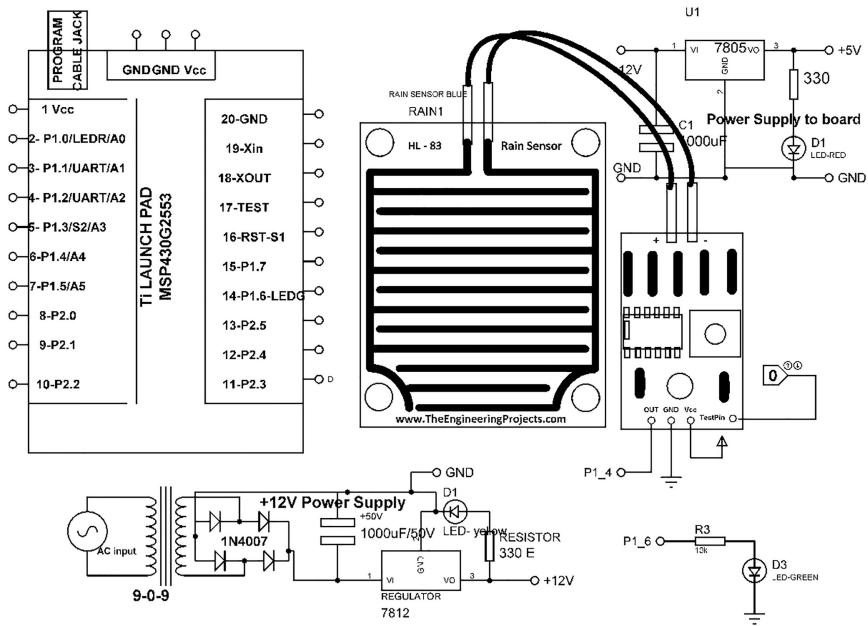 PROGRAM
CABLE JACK
GND GND Vcc
1 Vcc
2- P1.0/LEDR/A0
3- P1.1/UART/A1
4- P1.2/UART/A2
5- P1.3/S2/A3
6-P1.4/A4
7-P1.5/A5
8-P2.0
9-P2.1
10-P2.2
Ti LAUNCH PAD
MSP430G2553
20-GND
19-Xin
18-XOUT
17-TEST
16-RST-S1
15-P1.7
14-P1.6-LEDG
13-P2.5
12-P2.4
11-P2.3
D
RAIN SENSOR BLUE
RAIN1
HL - 83
Rain Sensor
www.TheEngineeringProjects.com
U1
12V
1
VI
7805
VO
3
+5V
GND
2
330
C1
1000uF
Power Supply to board
D1
LED-RED
GND
GND
+
-
0
OUT
GND
Vcc
TestPin
P1_4
GND
+12V Power Supply
+50V
1000uF/50V
D1
LED- yellow
RESISTOR
330 E
AC input
1N4007
9-0-9
1
VI
GND
2
VO
3
+12V
REGULATOR
7812
P1_6
R3
10k
D3
LED-GREEN